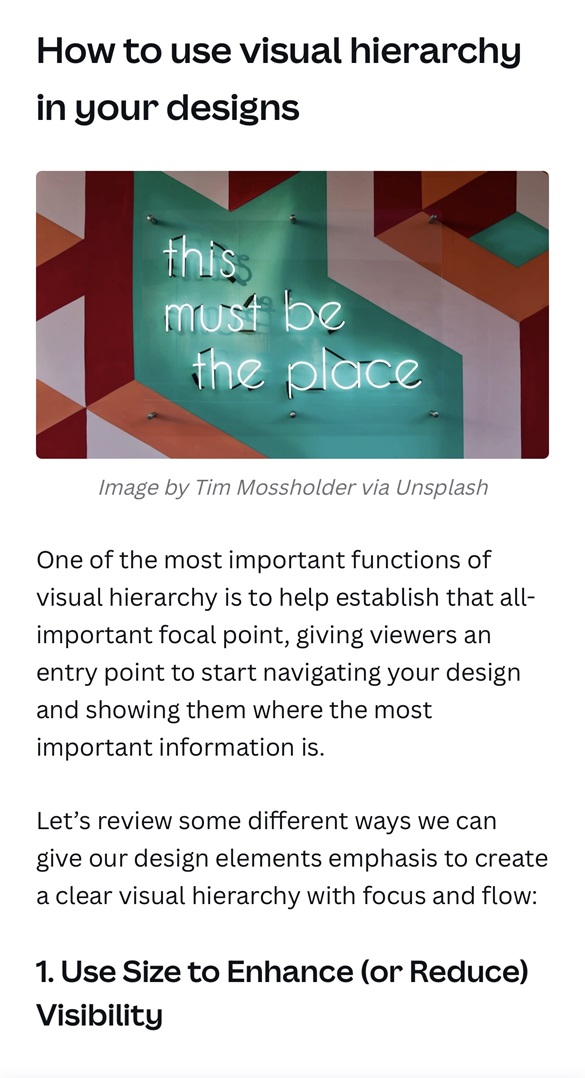 How to use visual hierarchy
in your designs
this
must be
the place
Image by Tim Mossholder via Unsplash
One of the most important functions of
visual hierarchy is to help establish that all-
important focal point, giving viewers an
entry point to start navigating your design
and showing them where the most
important information is.
Let’s review some different ways we can
give our design elements emphasis to create
a clear visual hierarchy with focus and flow:
1. Use Size to Enhance (or Reduce)
Visibility